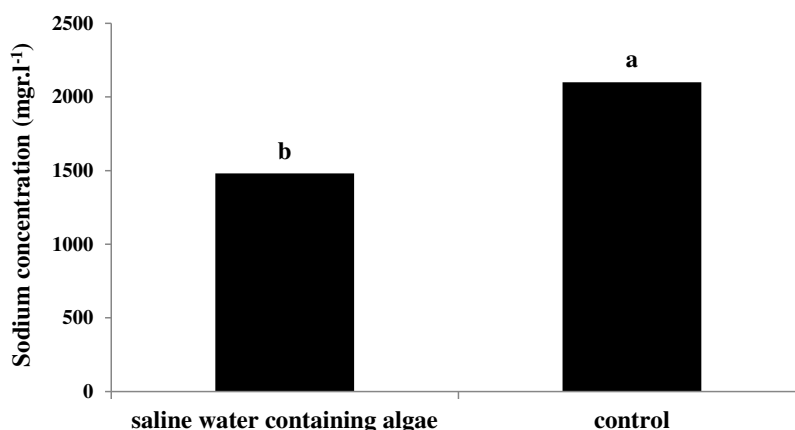 Sodium concentration (mgr.l⁻¹)
2500
2000
1500
1000
500
0
b
a
saline water containing algae
control